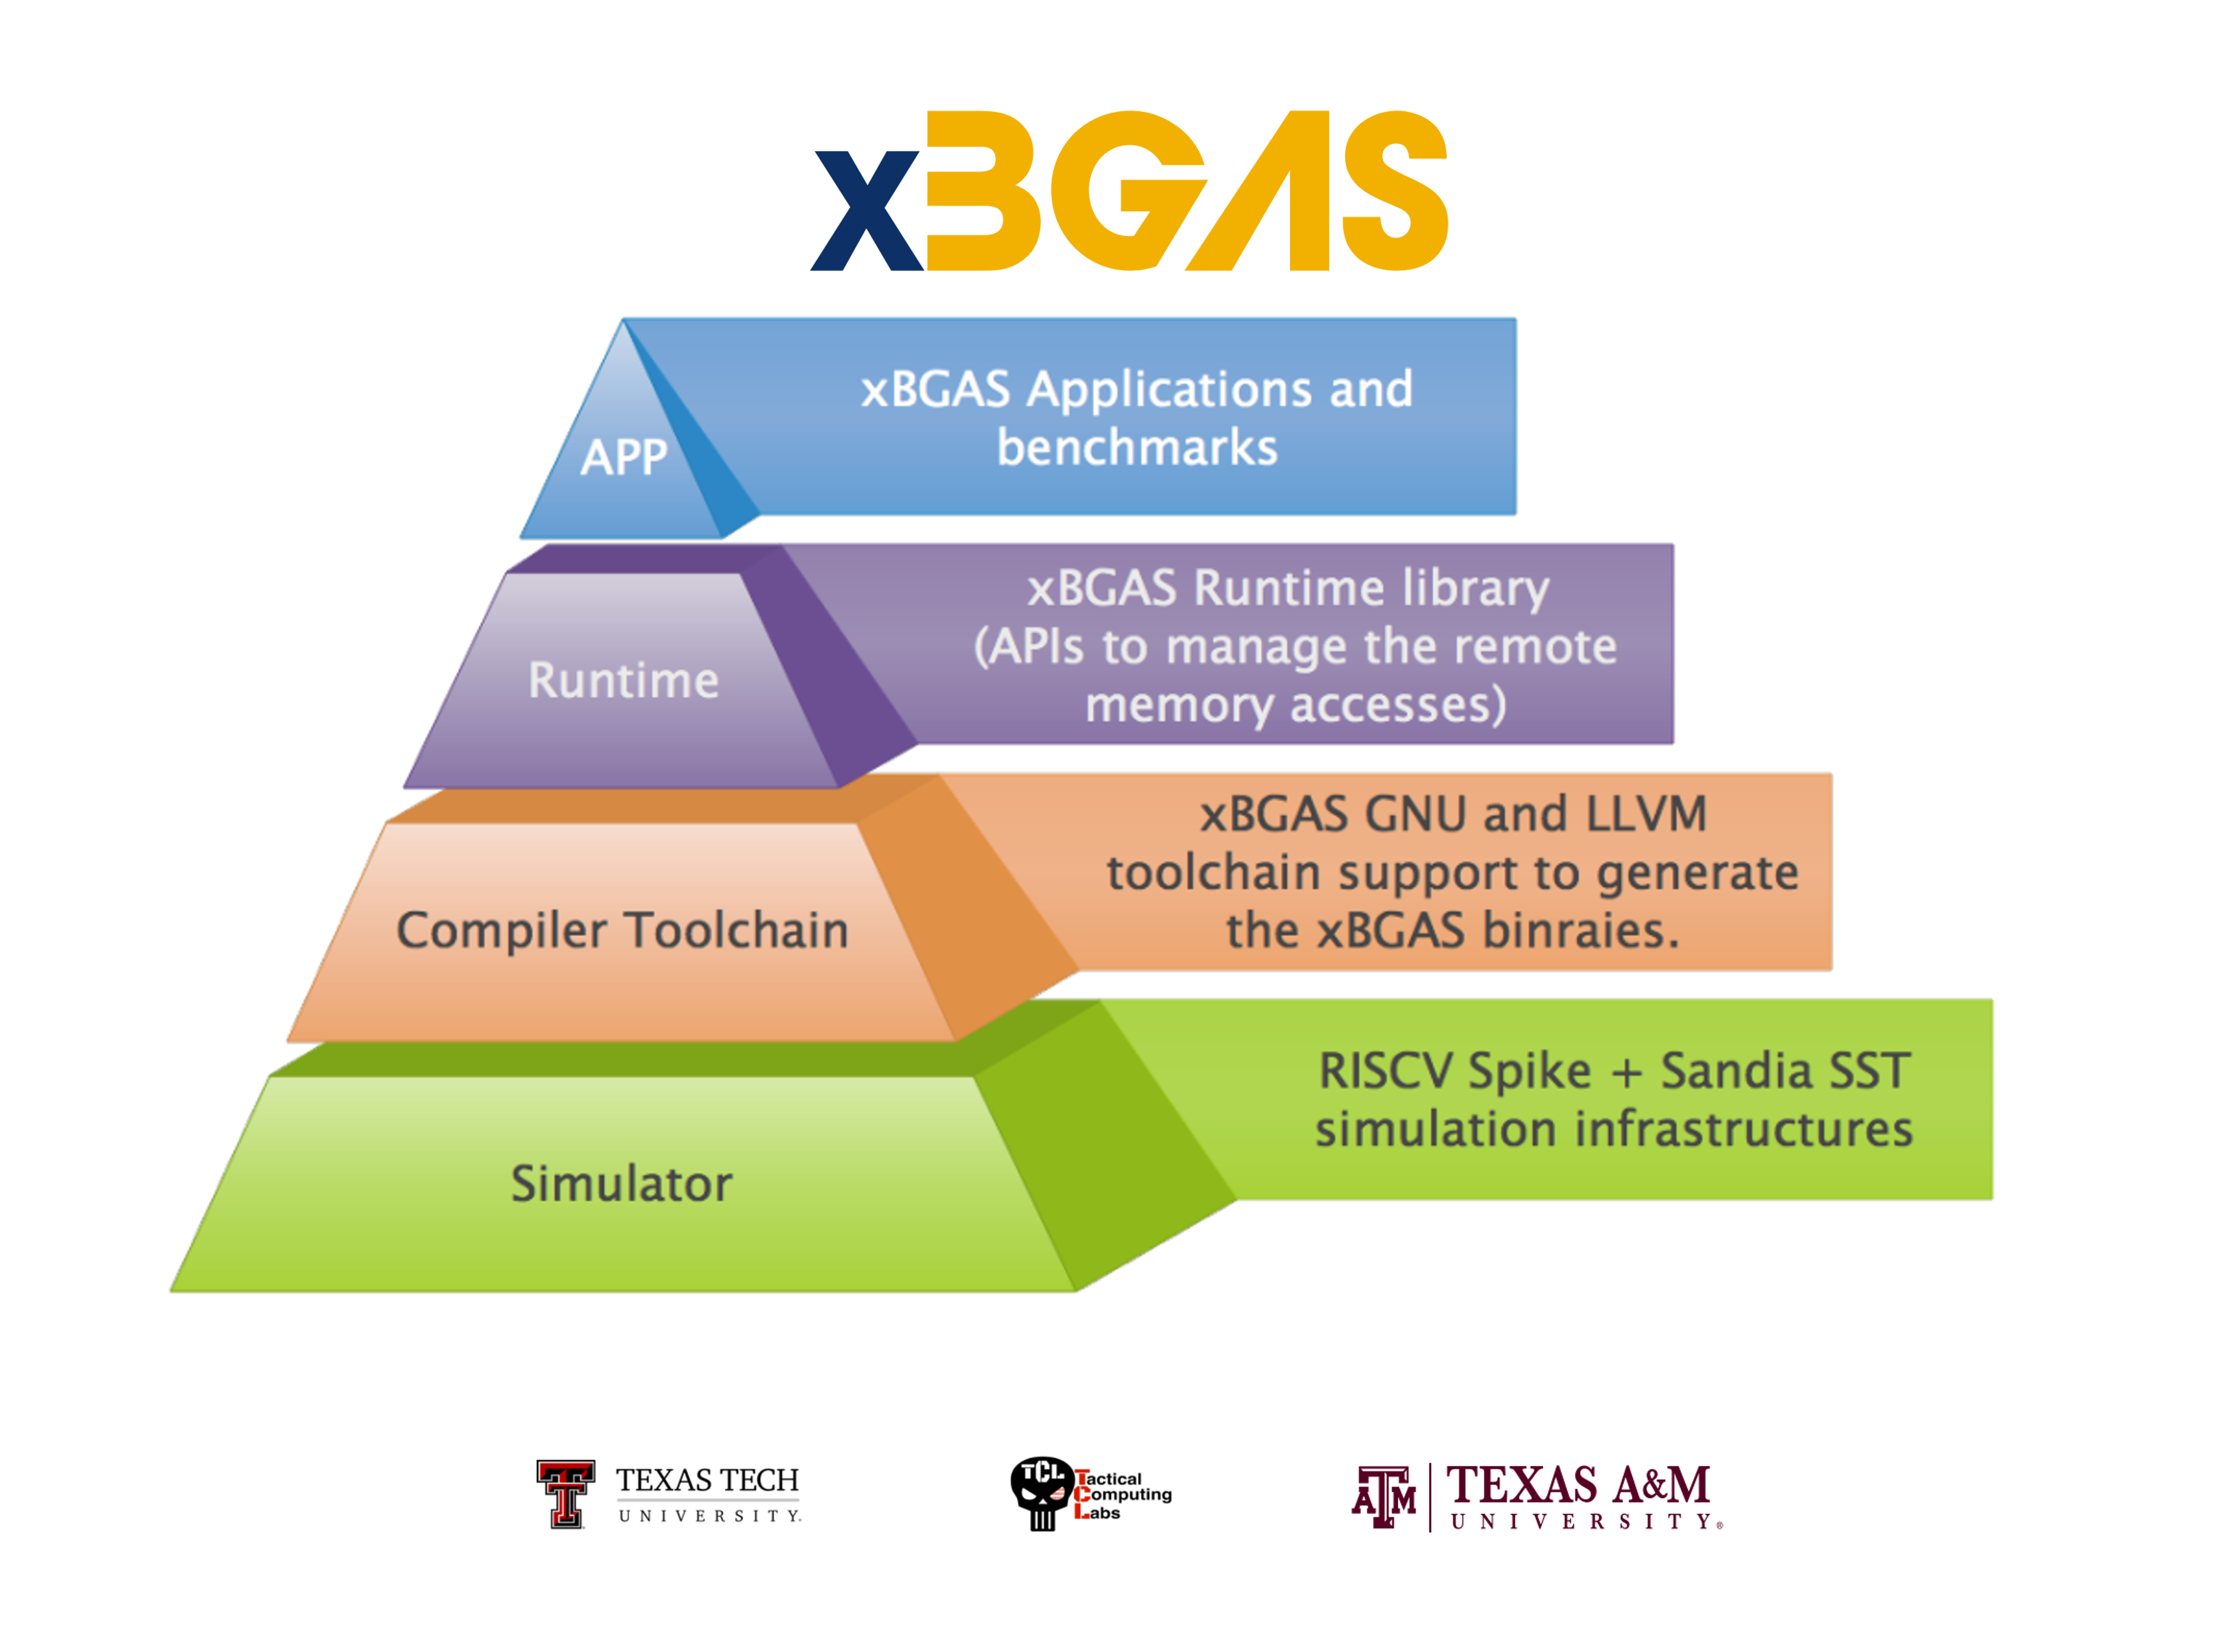 xBGAS
xBGAS Applications and
benchmarks
APP
xBGAS Runtime library
(APIs to manage the remote
memory accesses)
Runtime
xBGAS GNU and LLVM
toolchain support to generate
the xBGAS binraies.
Compiler Toolchain
RISCV Spike + Sandia SST
simulation infrastructures
Simulator
TEXAS TECH
UNIVERSITY.
TCL
Tactical
Computing
Labs
ATM
TEXAS A&M
UNIVERSITY®